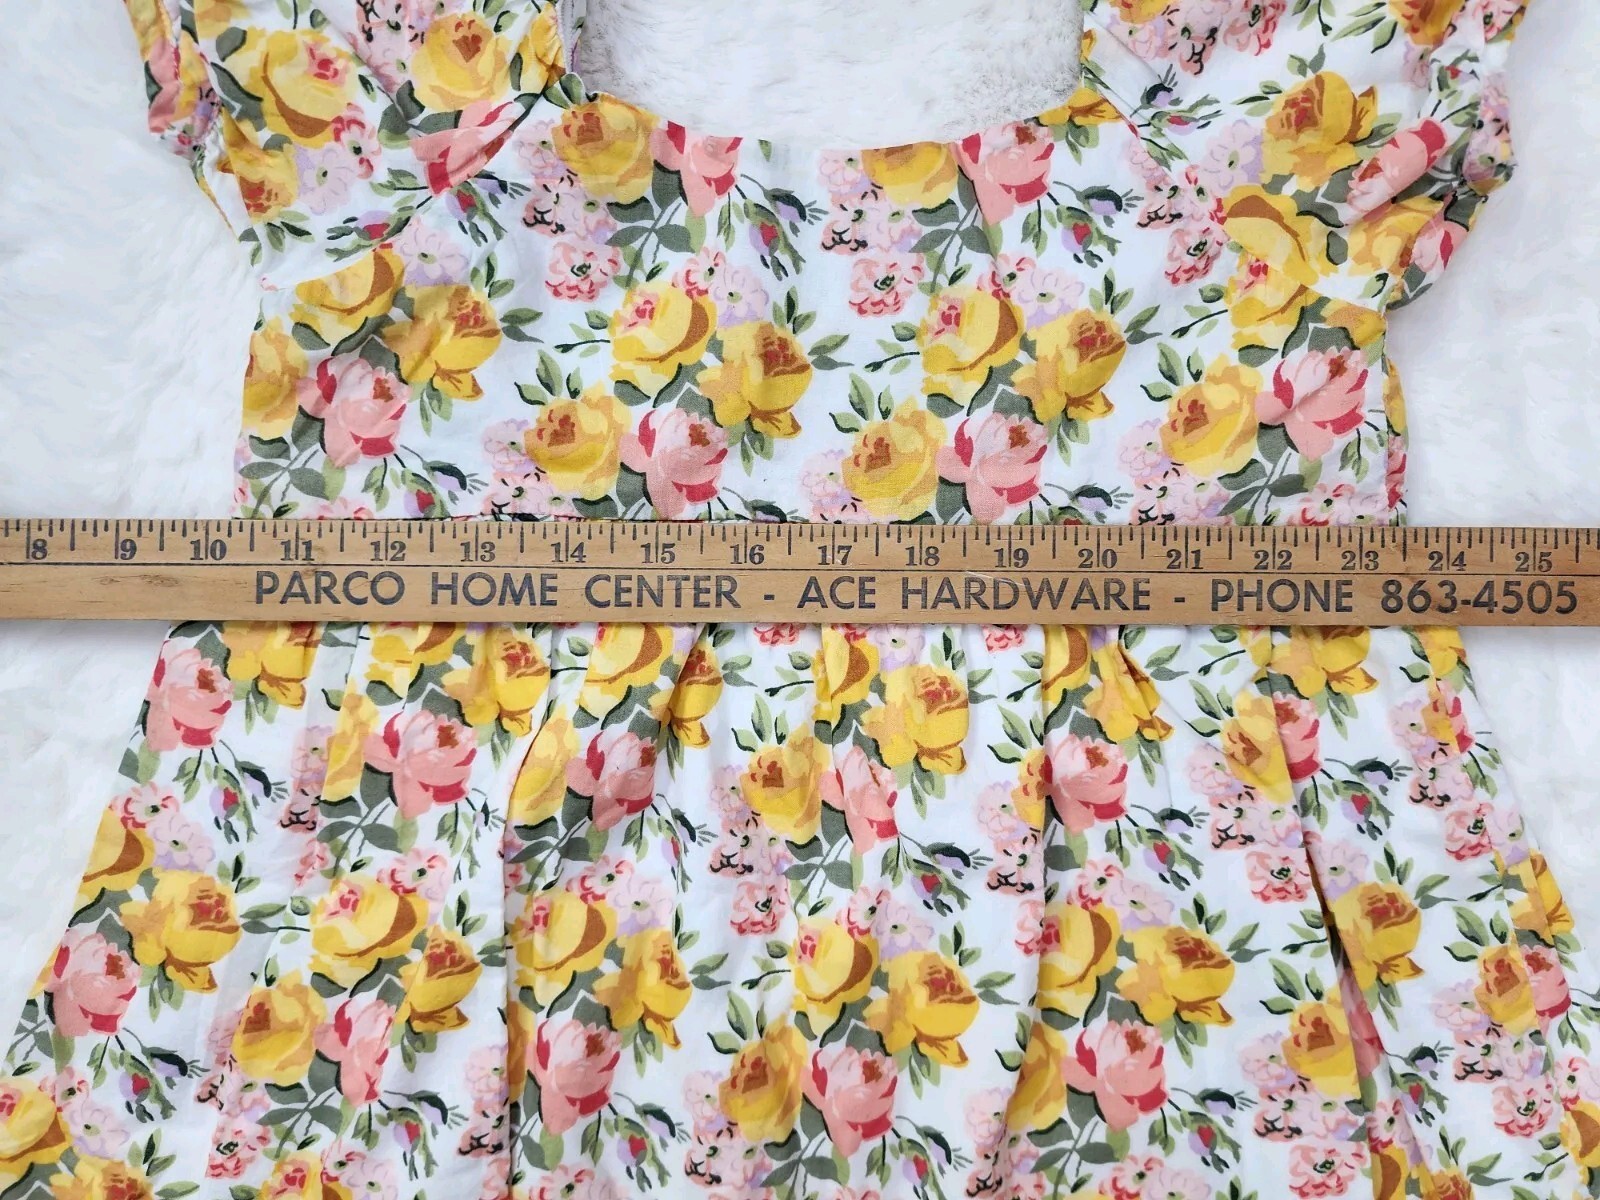 8 9 10 11 12 13 14 15 16 17 18 19 20 21 22 23 24 25
PARCO HOME CENTER - ACE HARDWARE - PHONE 863-4505